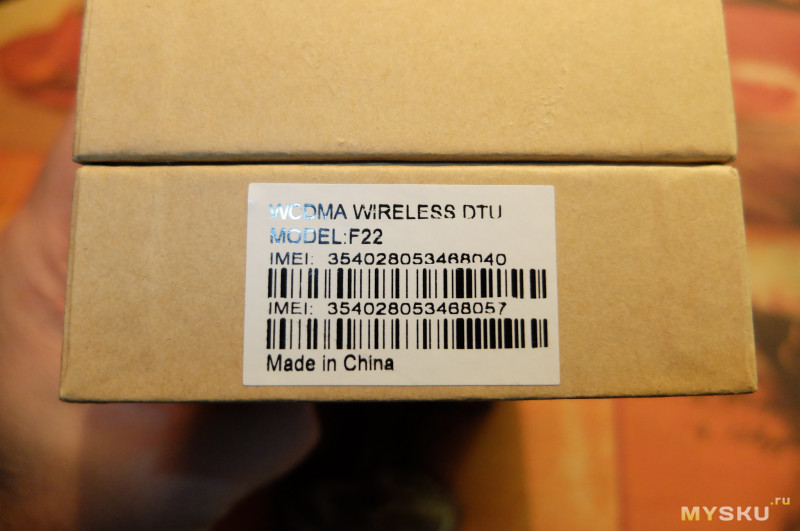 WCDMA WIRELESS DTU
MODEL:F22
IMEI: 354028053468040
IMEI: 354028053468057
Made in China
MYSKU.ru